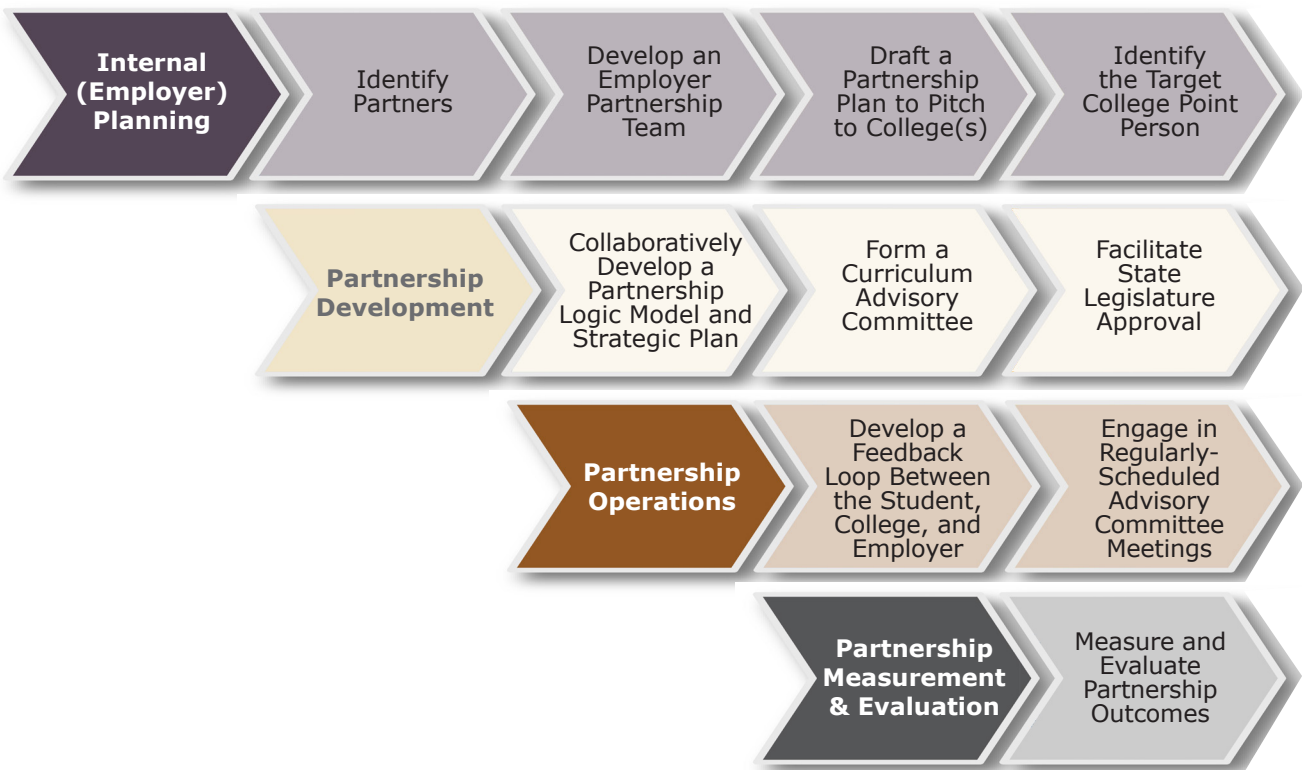 Internal
(Employer)
Planning
Identify
Partners
Develop an
Employer
Partnership
Team
Draft a
Partnership
Plan to Pitch
to College(s)
Identify
the Target
College Point
Person
Partnership
Development
Collaboratively
Develop a
Partnership
Logic Model and
Strategic Plan
Form a
Curriculum
Advisory
Committee
Facilitate
State
Legislature
Approval
Partnership
Operations
Develop a
Feedback
Loop Between
the Student,
College, and
Employer
Engage in
Regularly-
Scheduled
Advisory
Committee
Meetings
Partnership
Measurement
& Evaluation
Measure and
Evaluate
Partnership
Outcomes